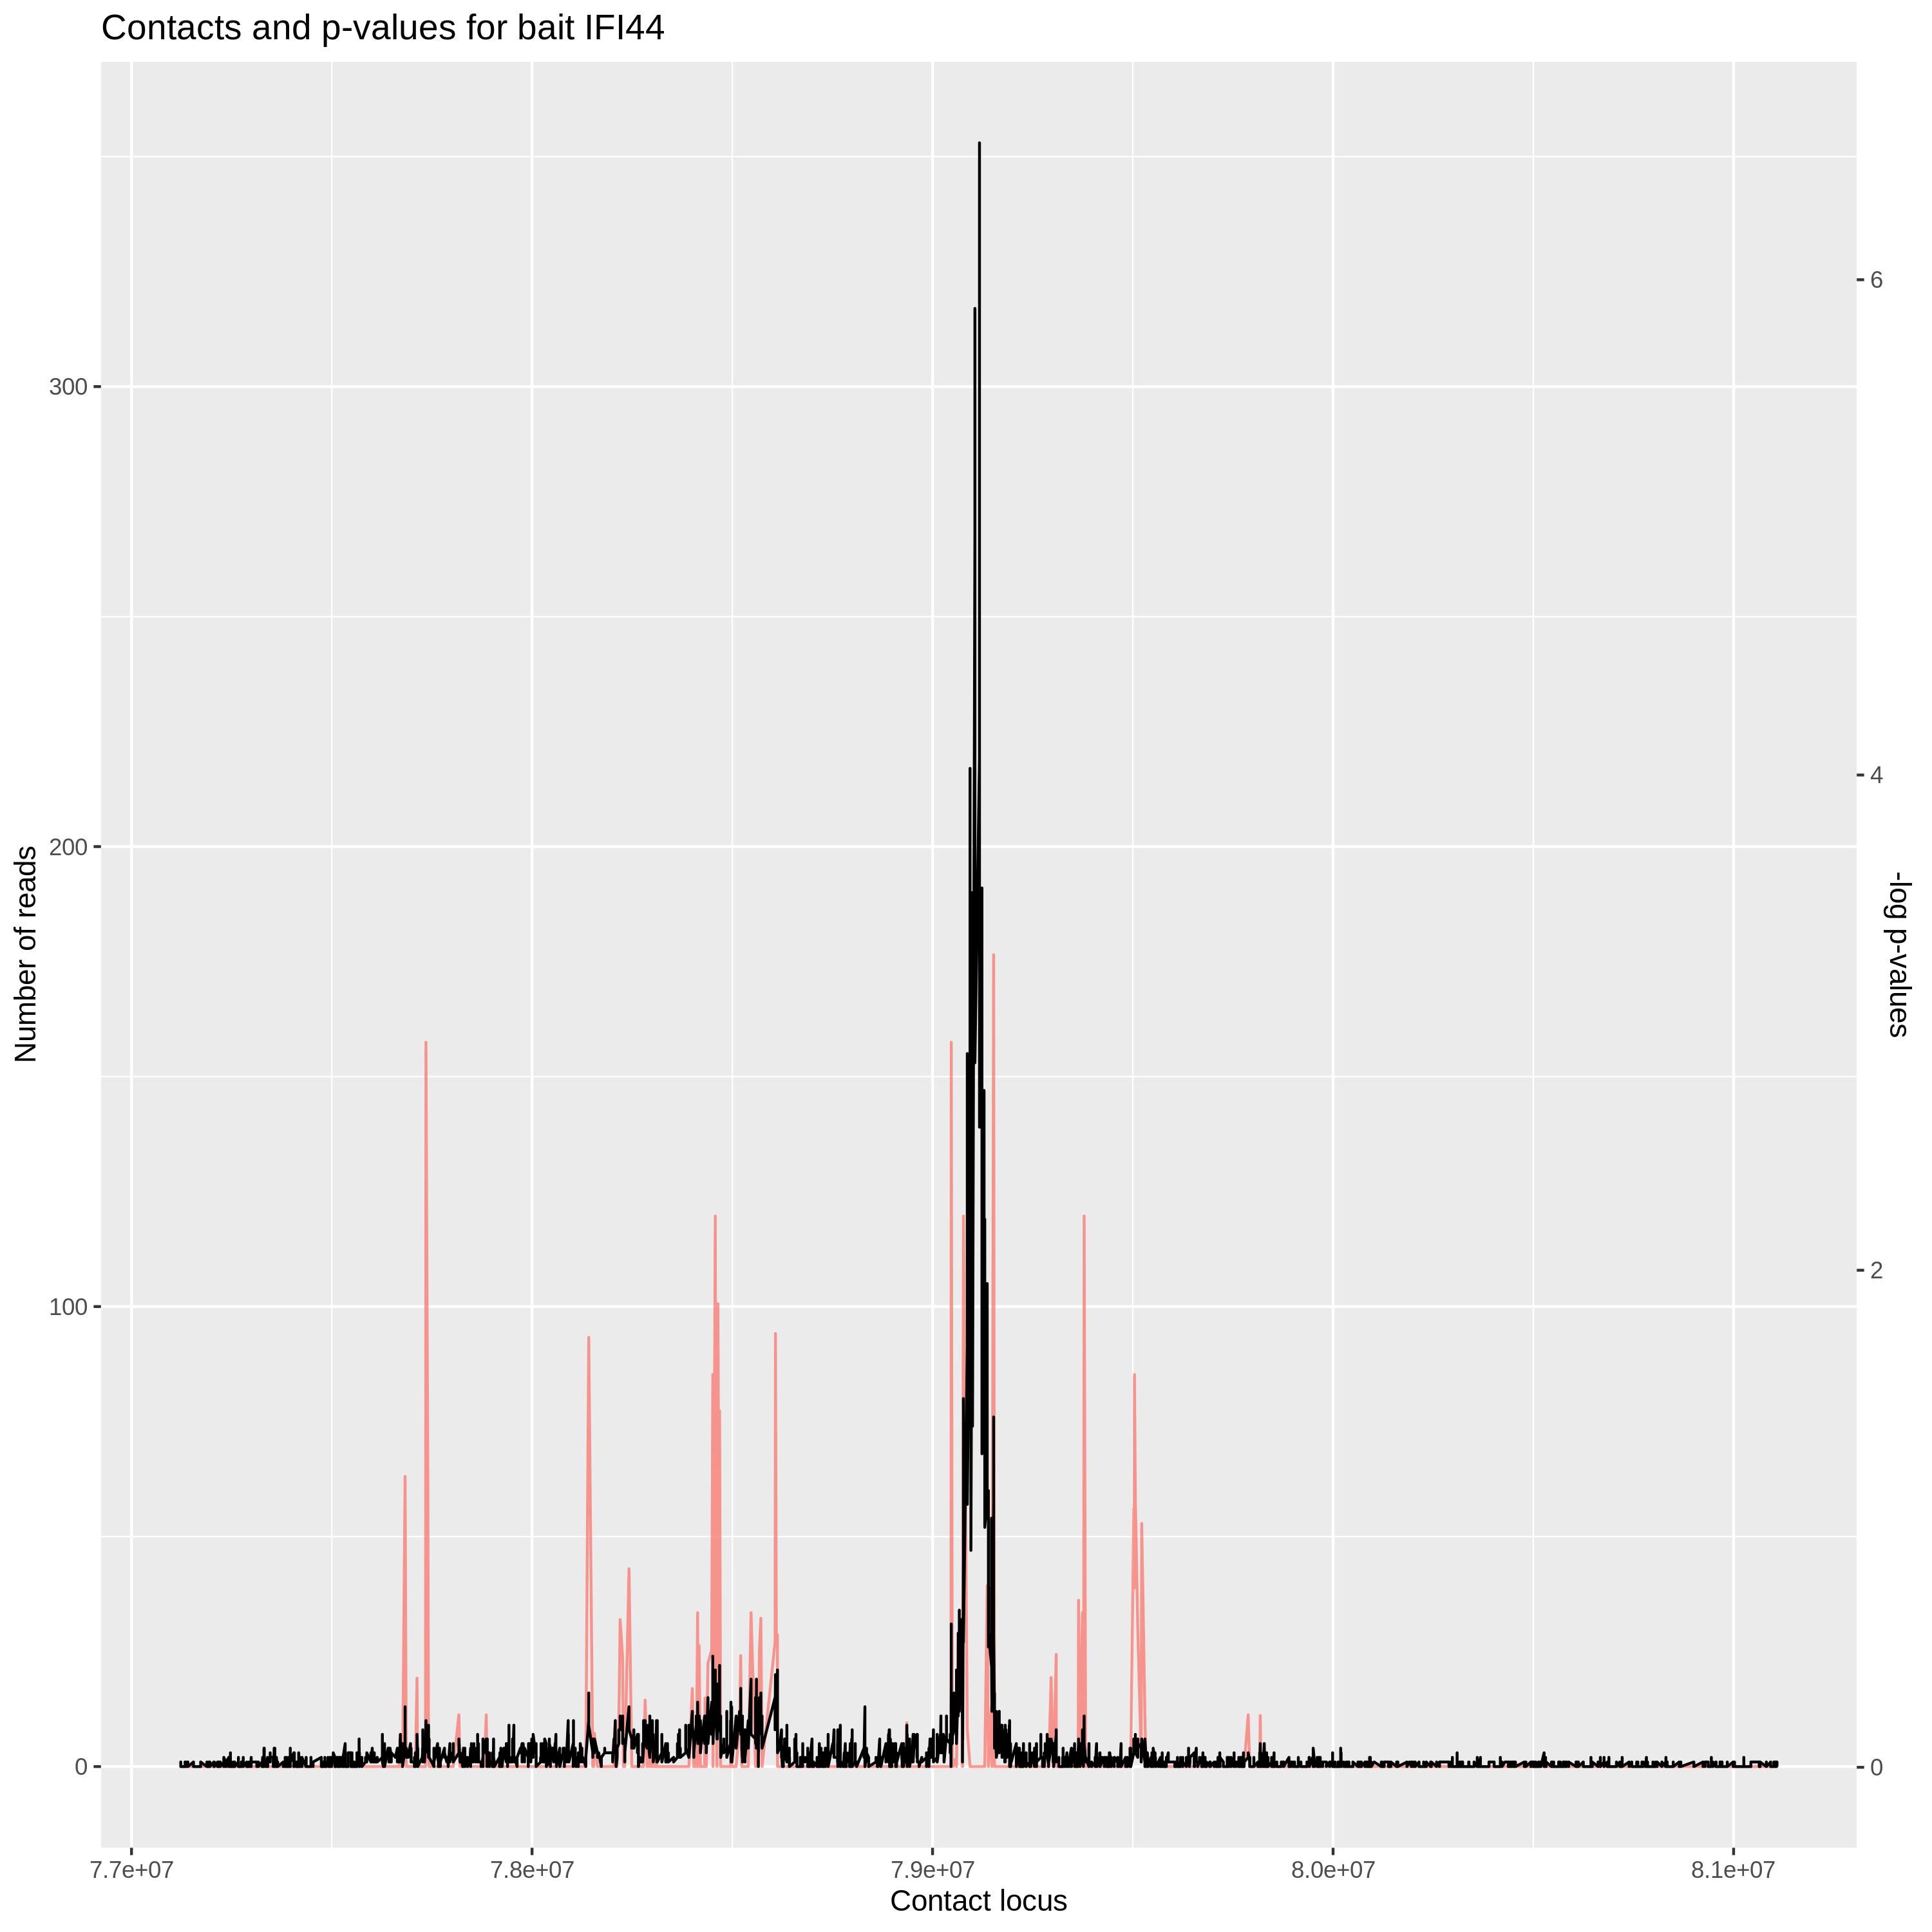 Contacts and p-values for bait IFI44
300
200
100
0
6
4
2
0
Number of reads
-log p-values
7.7e+07 7.8e+07 7.9e+07 8.0e+07 8.1e+07
Contact locus